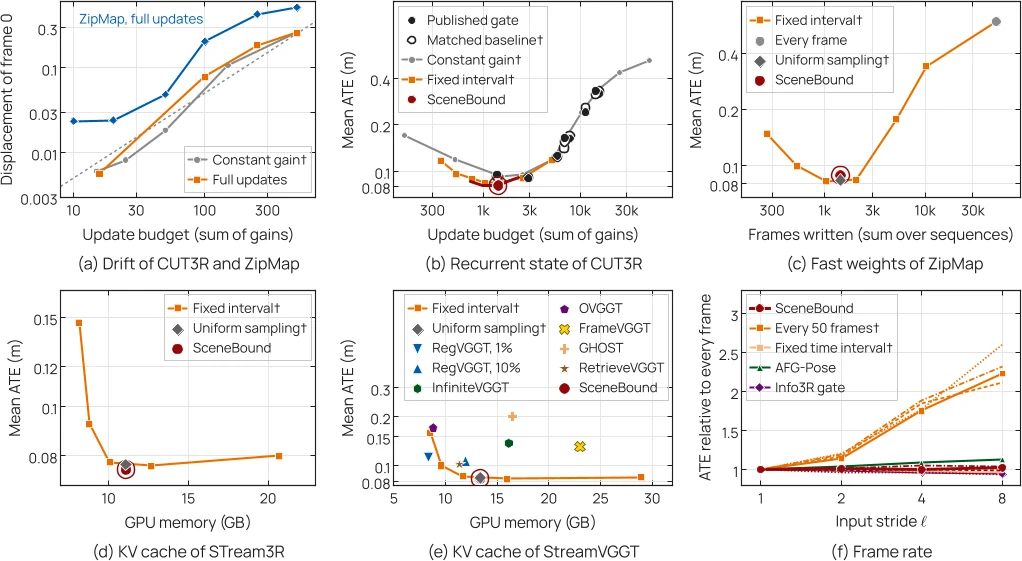 Displacement of frame 0
0.3
0.1
0.03
0.01
0.003
ZipMap, full updates
Constant gain†
Full updates
10
30
100
300
Update budget (sum of gains)
(a) Drift of CUT3R and ZipMap
Mean ATE (m)
0.4
0.2
0.1
0.08
Published gate
Matched baseline†
Constant gain†
Fixed interval†
SceneBound
300
1k
3k
10k
30k
Update budget (sum of gains)
(b) Recurrent state of CUT3R
Mean ATE (m)
0.4
0.2
0.1
0.08
Fixed interval†
Every frame
Uniform sampling†
SceneBound
300
1k
3k
10k
30k
Frames written (sum over sequences)
(c) Fast weights of ZipMap
Mean ATE (m)
0.15
0.12
0.1
0.08
Fixed interval†
Uniform sampling†
SceneBound
10
15
20
GPU memory (GB)
(d) KV cache of STream3R
Mean ATE (m)
0.3
0.2
0.15
0.1
0.08
Fixed interval†
Uniform sampling†
RegVGGT, 1%
RegVGGT, 10%
InfiniteVGGT
OVGGT
FrameVGGT
GHOST
RetrieveVGGT
SceneBound
5
10
15
20
25
30
GPU memory (GB)
(e) KV cache of StreamVGGT
ATE relative to every frame
3
2.5
2
1.5
1
SceneBound
Every 50 frames†
Fixed time interval†
AFG-Pose
Info3R gate
1
2
4
8
Input stride ℓ
(f) Frame rate